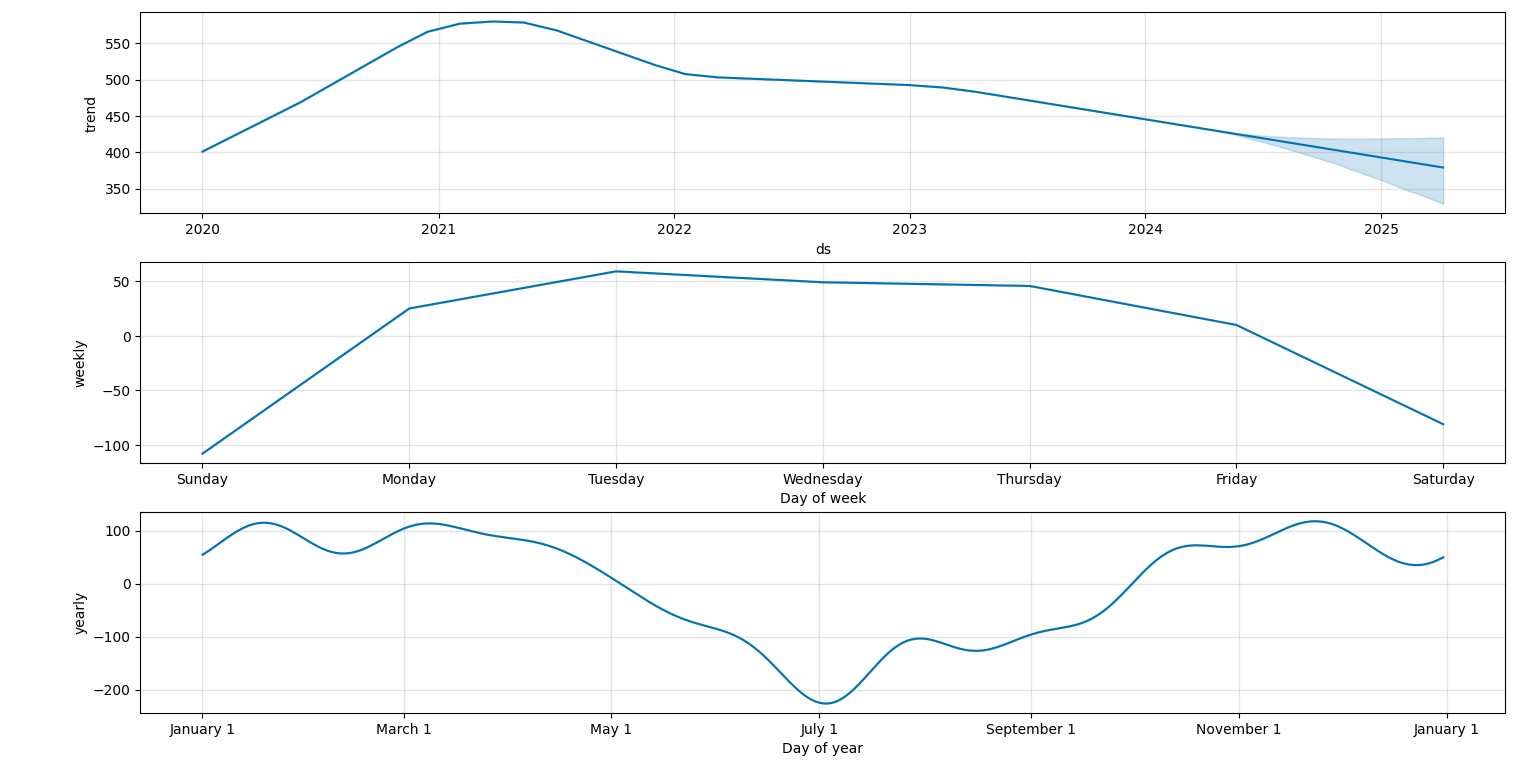 trend
550
500
450
400
350
2020 2021 2022 2023 2024 2025
ds
weekly
50
0
−50
−100
Sunday Monday Tuesday Wednesday Thursday Friday Saturday
Day of week
yearly
100
0
−100
−200
January 1 March 1 May 1 July 1 September 1 November 1 January 1
Day of year